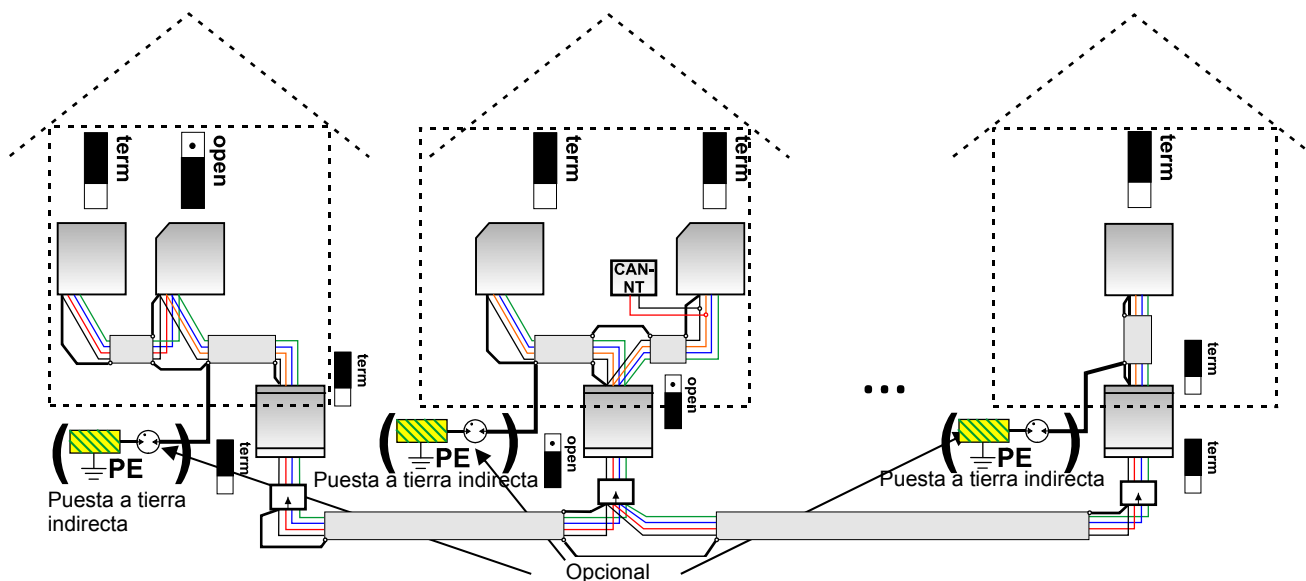 term
open
term
term
term
CAN-
NT
term
open
term
...
( PE )
term
( PE )
open
( PE )
term
Puesta a tierra
indirecta
Puesta a tierra indirecta
Puesta a tierra indirecta
Opcional